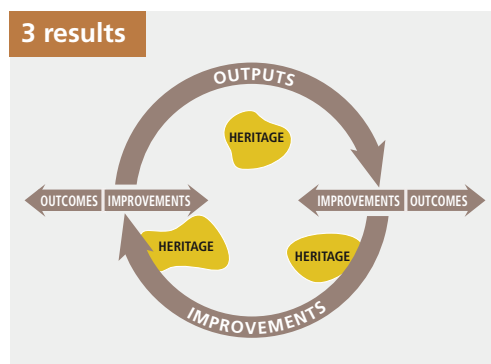 3 results
OUTPUTS
HERITAGE
OUTCOMES IMPROVEMENTS
IMPROVEMENTS OUTCOMES
HERITAGE
HERITAGE
IMPROVEMENTS